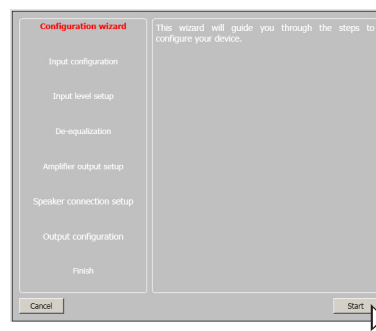 Configuration wizard
Input configuration
Input level setup
De-equalization
Amplifier output setup
Speaker connection setup
Output configuration
Finish
This wizard will guide you through the steps to
configure your device.
Cancel
Start